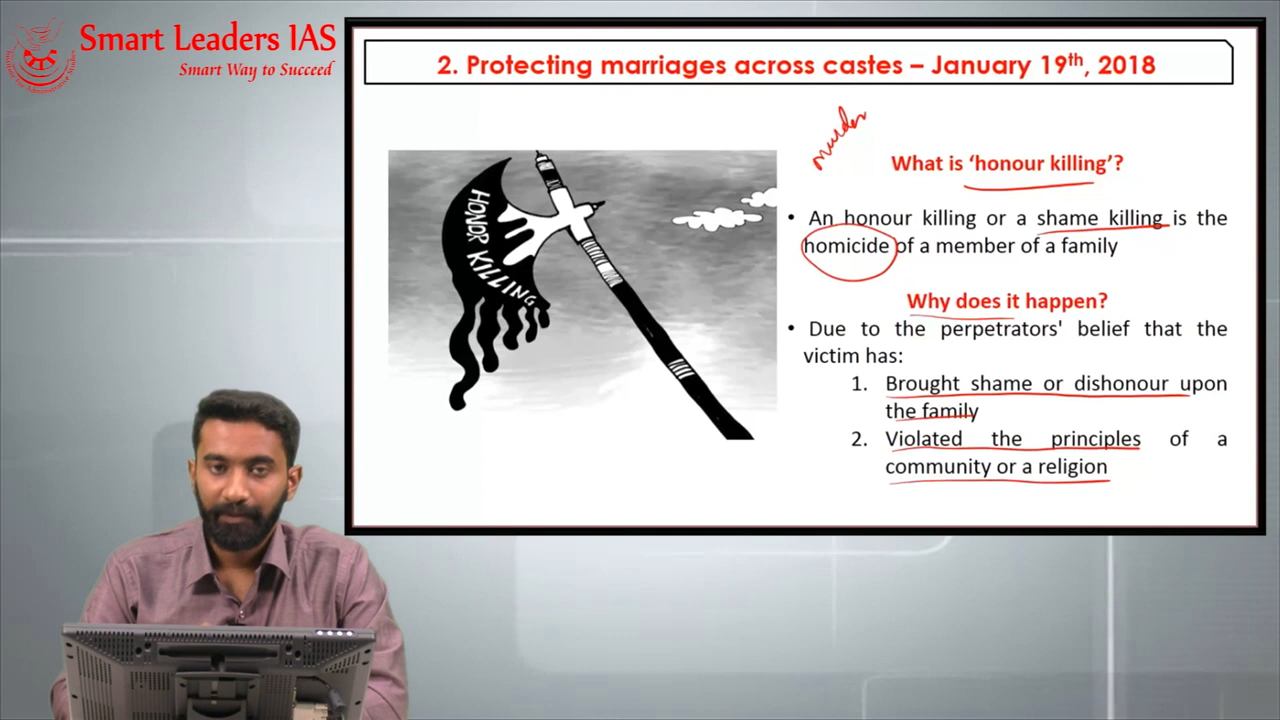 Smart Leaders IAS
Smart Way to Succeed
2. Protecting marriages across castes – January 19th, 2018
murder
What is ‘honour killing’?
• An honour killing or a shame killing is the
homicide of a member of a family
Why does it happen?
• Due to the perpetrators' belief that the
victim has:
1. Brought shame or dishonour upon
the family
2. Violated the principles of a
community or a religion
HONOR KILLING